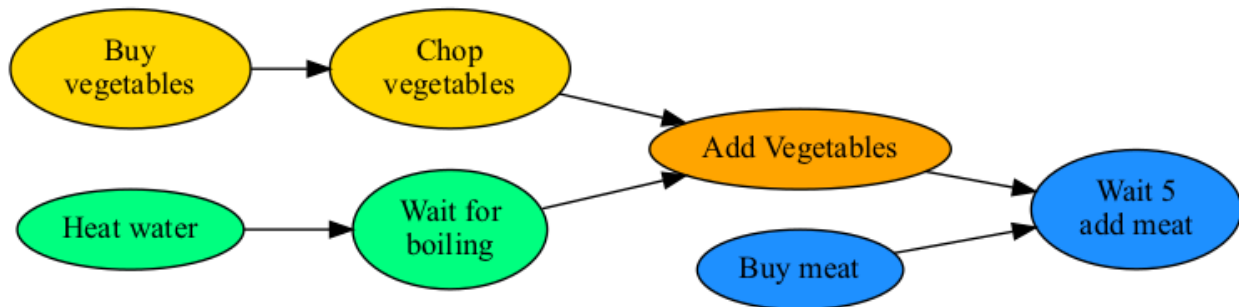 Buy
vegetables
Chop
vegetables
Add Vegetables
Heat water
Wait for
boiling
Buy meat
Wait 5
add meat